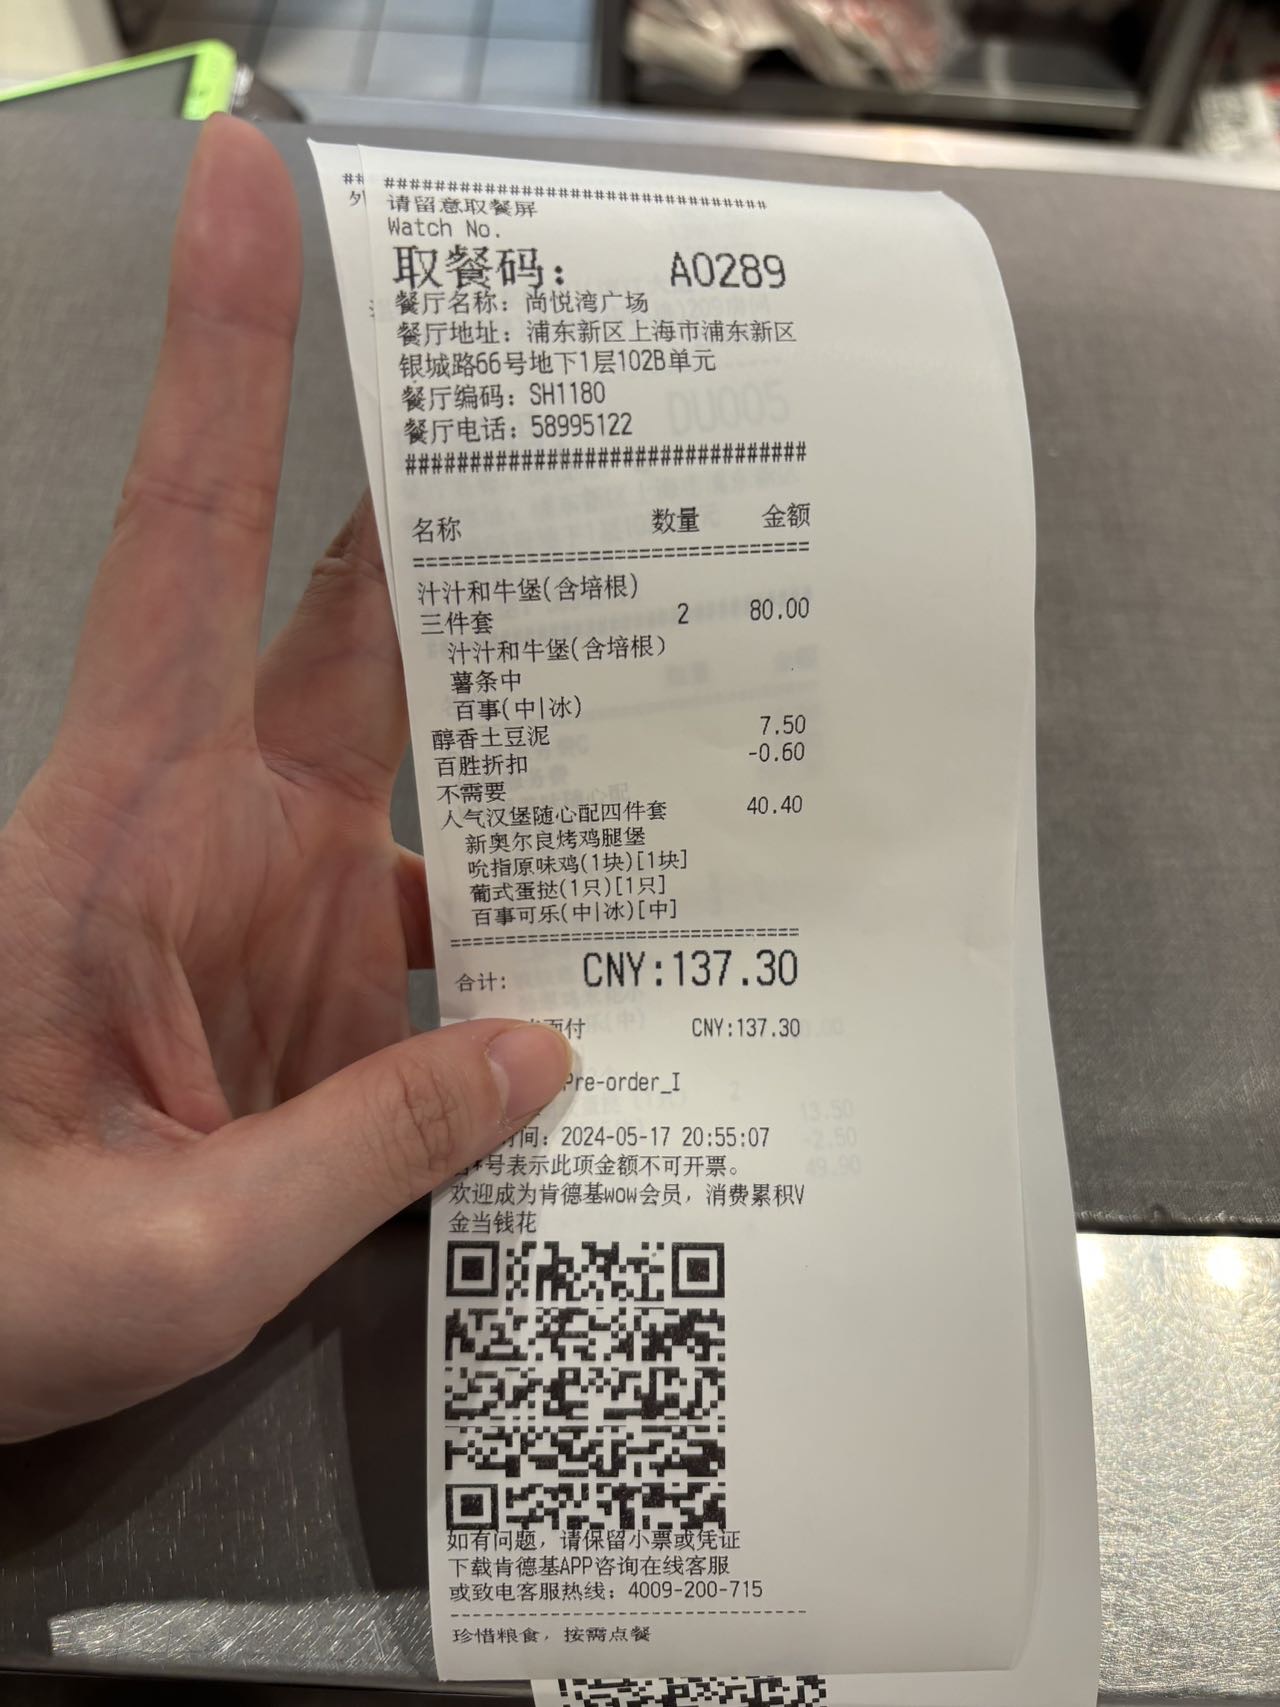 ##############################
请留意取餐屏
Watch No.
取餐码: A0289
餐厅名称: 尚悦湾广场
餐厅地址: 浦东新区上海市浦东新区
银城路66号地下1层102B单元
餐厅编码: SH1180
餐厅电话: 58995122
##############################
名称 数量 金额
==============================
汁汁和牛堡(含培根)
三件套 2 80.00
汁汁和牛堡(含培根)
薯条中
百事(中|冰)
醇香土豆泥 7.50
百胜折扣 -0.60
不需要
人气汉堡随心配四件套 40.40
新奥尔良烤鸡腿堡
吮指原味鸡(1块)[1块]
葡式蛋挞(1只)[1只]
百事可乐(中|冰)[中]
==============================
合计: CNY:137.30
面付 CNY:137.30
Pre-order_I
时间: 2024-05-17 20:55:07
*号表示此项金额不可开票。
欢迎成为肯德基wow会员, 消费累积V
金当钱花
如有问题, 请保留小票或凭证
下载肯德基APP咨询在线客服
或致电客服热线: 4009-200-715
------------------------------
珍惜粮食, 按需点餐